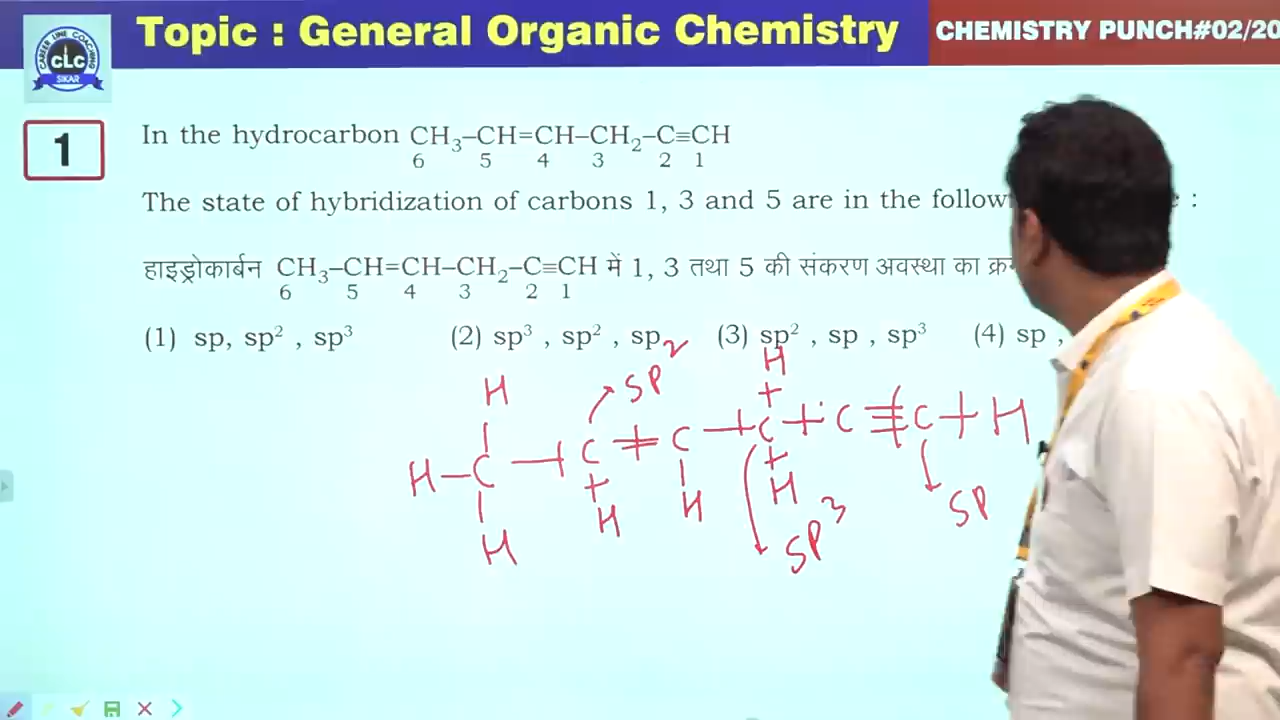 Topic : General Organic Chemistry
CHEMISTRY PUNCH#02/20
CAREER LINE COACHING
CLC
SIKAR
1
In the hydrocarbon CH₃–CH=CH–CH₂–C≡CH
6 5 4 3 2 1
The state of hybridization of carbons 1, 3 and 5 are in the :
हाइड्रोकार्बन CH₃–CH=CH–CH₂–C≡CH में 1, 3 तथा 5 की संकरण अवस्था का
6 5 4 3 2 1
(1) sp, sp² , sp³ (2) sp³ , sp² , sp (3) sp² , sp , sp³ (4) sp ,
H SP² H
H–C–C=C–C–C≡C–H
H H H H
SP³ SP